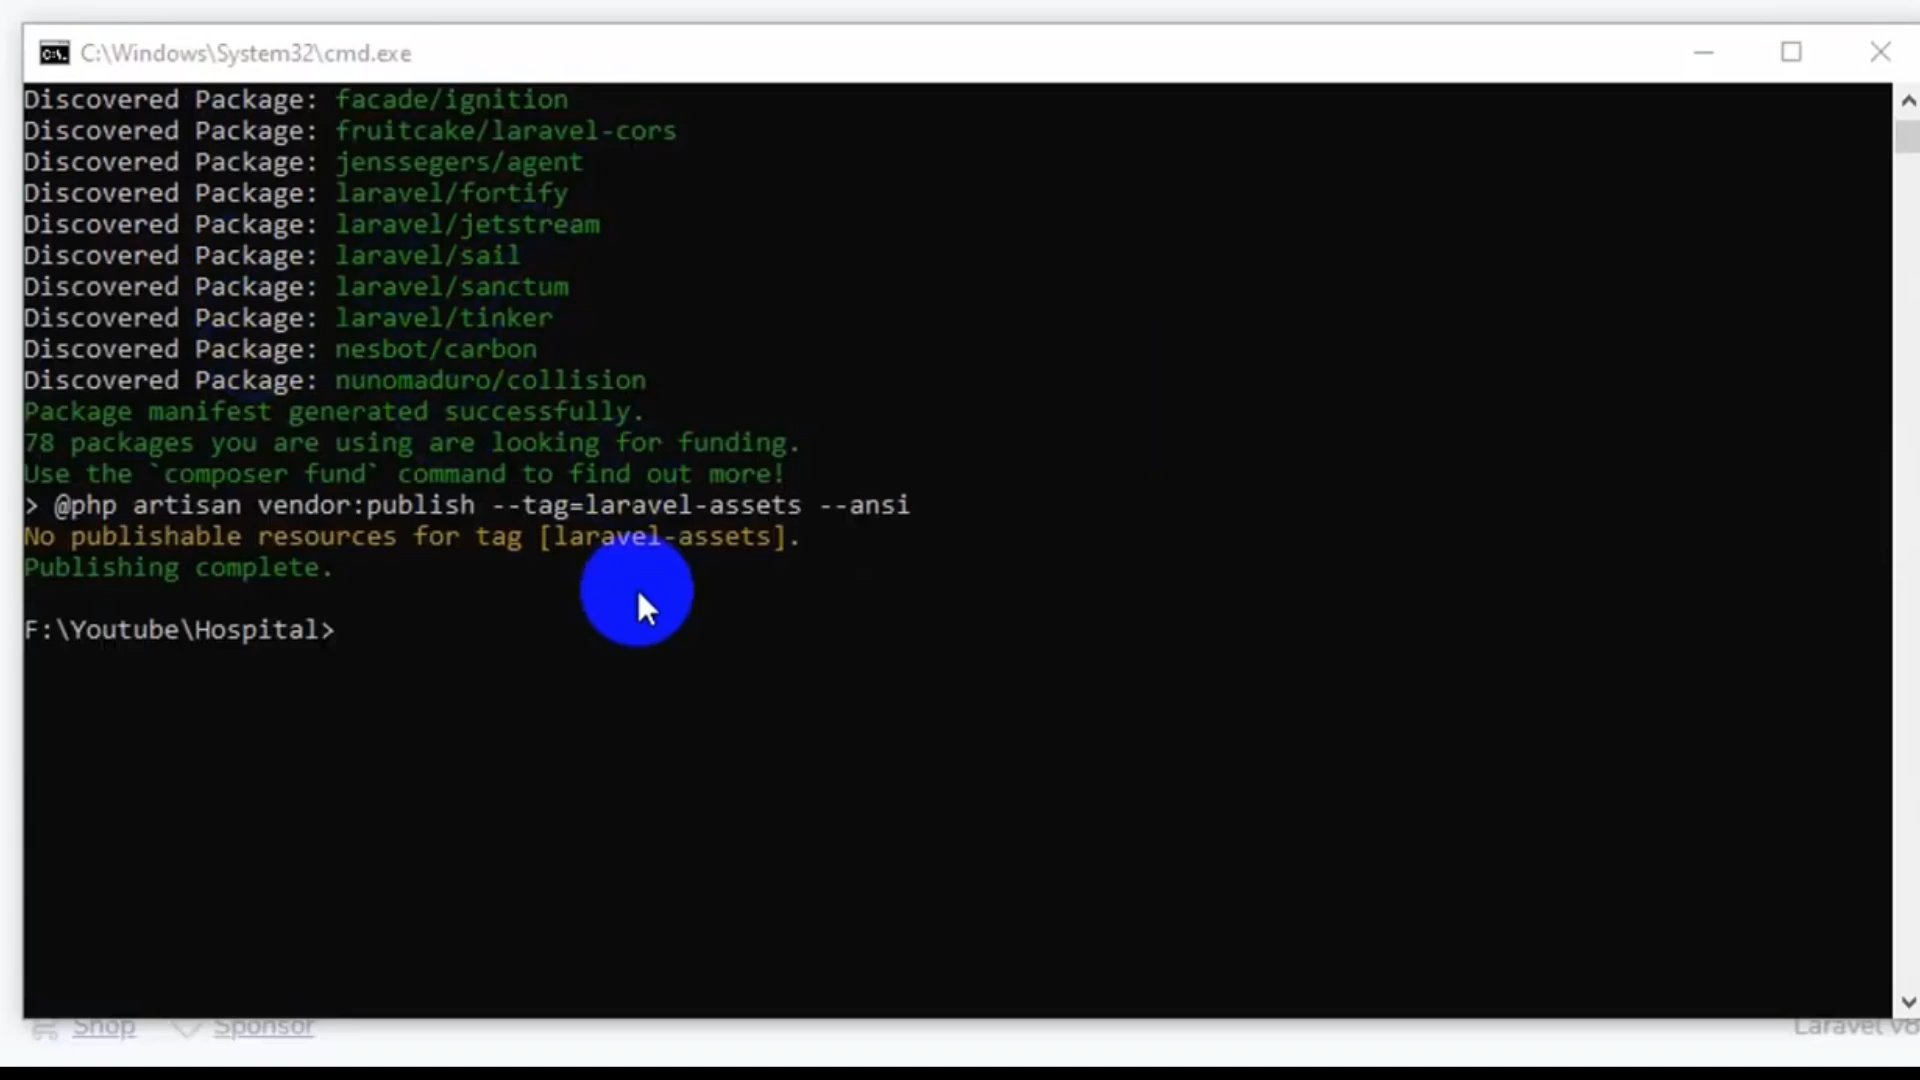 C:\Windows\System32\cmd.exe
Discovered Package: facade/ignition
Discovered Package: fruitcake/laravel-cors
Discovered Package: jenssegers/agent
Discovered Package: laravel/fortify
Discovered Package: laravel/jetstream
Discovered Package: laravel/sail
Discovered Package: laravel/sanctum
Discovered Package: laravel/tinker
Discovered Package: nesbot/carbon
Discovered Package: nunomaduro/collision
Package manifest generated successfully.
78 packages you are using are looking for funding.
Use the `composer fund` command to find out more!
> @php artisan vendor:publish --tag=laravel-assets --ansi
No publishable resources for tag [laravel-assets].
Publishing complete.
F:\Youtube\Hospital>
Shop Sponsor Laravel v8